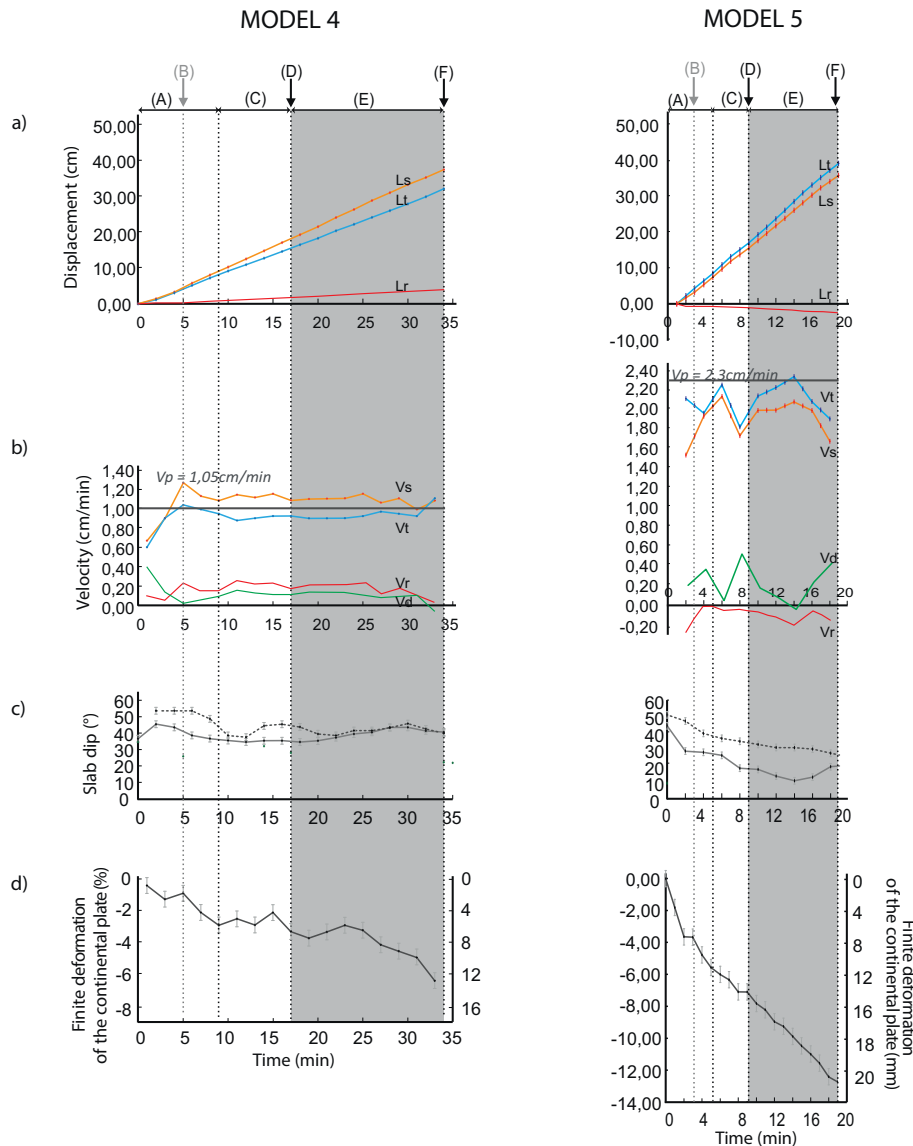 MODEL 4
MODEL 5
(B) (D) (F)
(A) (C) (E)
(B) (D) (F)
(A) (C) (E)
a)
Displacement (cm)
50,00
40,00
30,00
20,00
10,00
0,00
Ls
Lt
Lr
0 5 10 15 20 25 30 35
50,00
40,00
30,00
20,00
10,00
0,00
-10,00
Lt
Ls
Lr
0 4 8 12 16 20
b)
Velocity (cm/min)
1,40
1,20
1,00
0,80
0,60
0,40
0,20
0,00
Vp = 1,05cm/min
Vs
Vt
Vr
Vd
0 5 10 15 20 25 30 35
2,40
2,20
2,00
1,80
1,60
1,40
1,20
1,00
0,80
0,60
0,40
0,20
0,00
-0,20
Vp = 2,3cm/min
Vt
Vs
Vd
Vr
0 4 8 12 16 20
c)
Slab dip (°)
60
50
40
30
20
10
0
0 5 10 15 20 25 30 35
60
50
40
30
20
10
0
0 4 8 12 16 20
d)
Finite deformation
of the continental plate (%)
0
-2
-4
-6
-8
0
4
8
12
16
0 5 10 15 20 25 30 35
Time (min)
0,00
-2,00
-4,00
-6,00
-8,00
-10,00
-12,00
-14,00
0
4
8
12
16
20
Finite deformation
of the continental plate (mm)
0 2 4 6 8 10 12 14 16 18 20
Time (min)